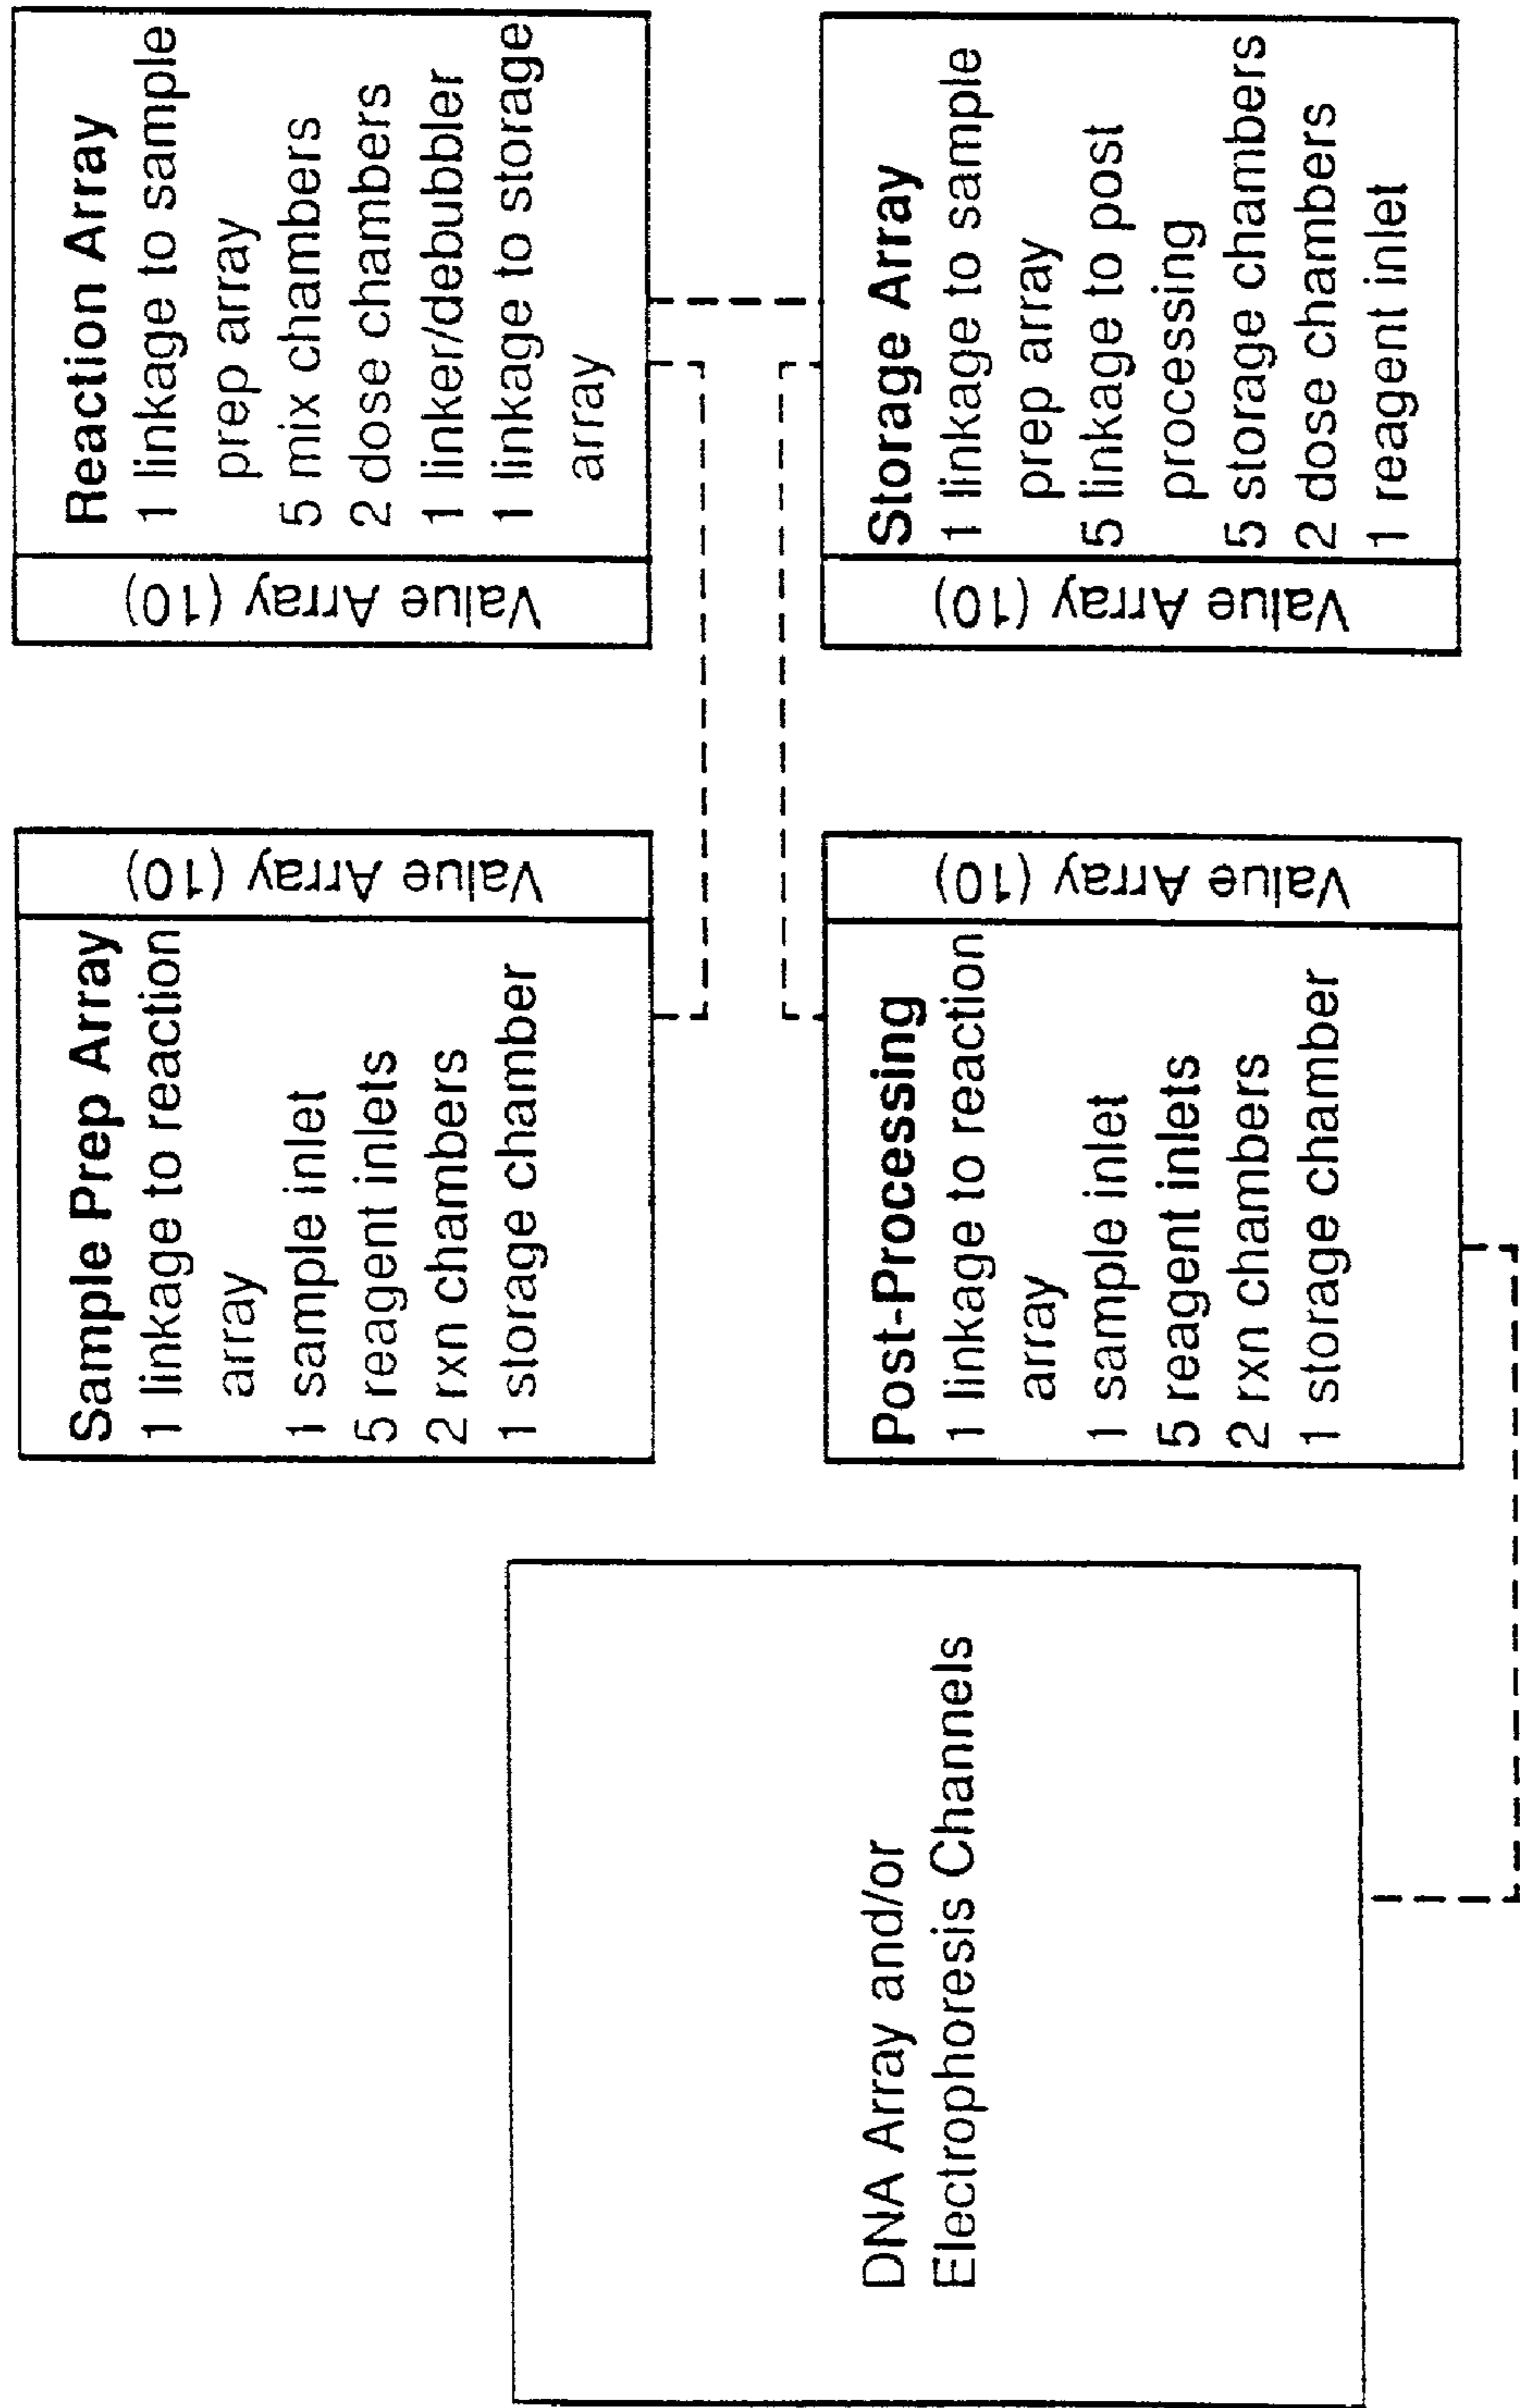 Sample Prep Array
1 linkage to reaction
array
1 sample inlet
5 reagent inlets
2 rxn chambers
1 storage chamber
Value Array (10)
Reaction Array
1 linkage to sample
prep array
5 mix chambers
2 dose chambers
1 linker/debubbler
1 linkage to storage
array
Value Array (10)
DNA Array and/or
Electrophoresis Channels
Post-Processing
1 linkage to reaction
array
1 sample inlet
5 reagent inlets
2 rxn chambers
1 storage chamber
Value Array (10)
Storage Array
1 linkage to sample
prep array
5 linkage to post
processing
5 storage chambers
2 dose chambers
1 reagent inlet
Value Array (10)